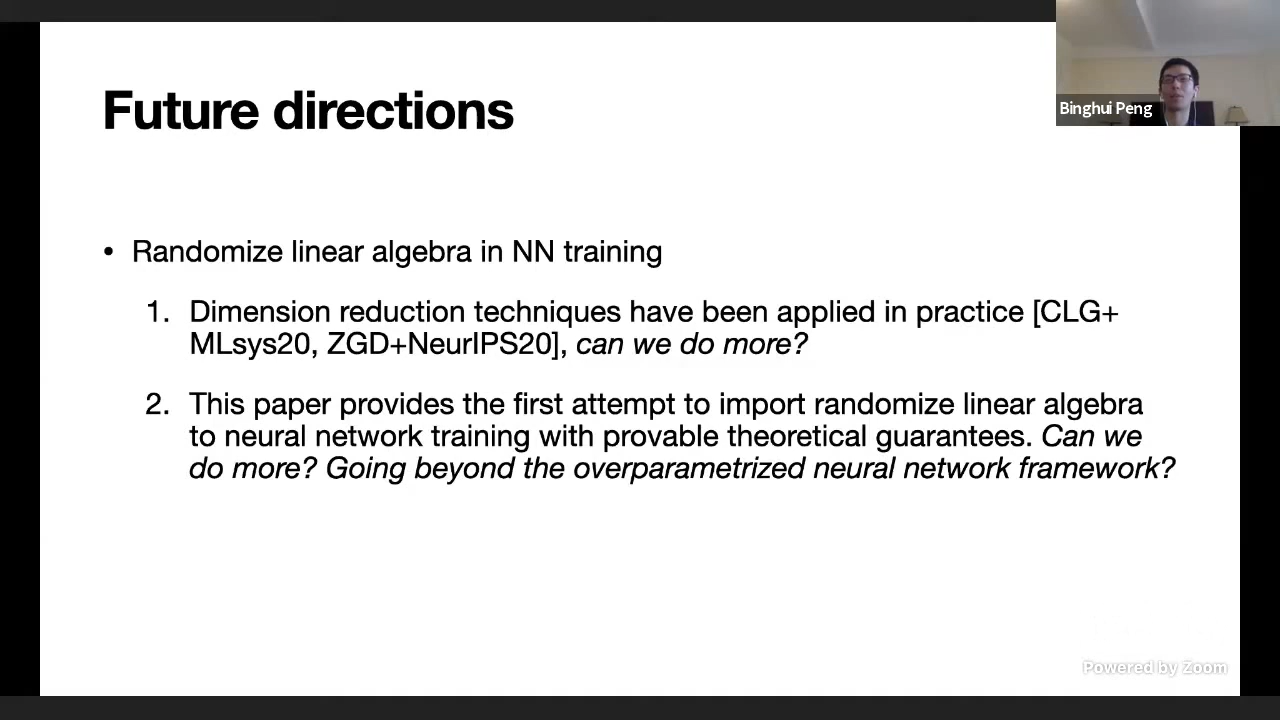 Future directions
Binghui Peng
• Randomize linear algebra in NN training
1. Dimension reduction techniques have been applied in practice [CLG+
MLsys20, ZGD+NeurIPS20], can we do more?
2. This paper provides the first attempt to import randomize linear algebra
to neural network training with provable theoretical guarantees. Can we
do more? Going beyond the overparametrized neural network framework?
Powered by Zoom